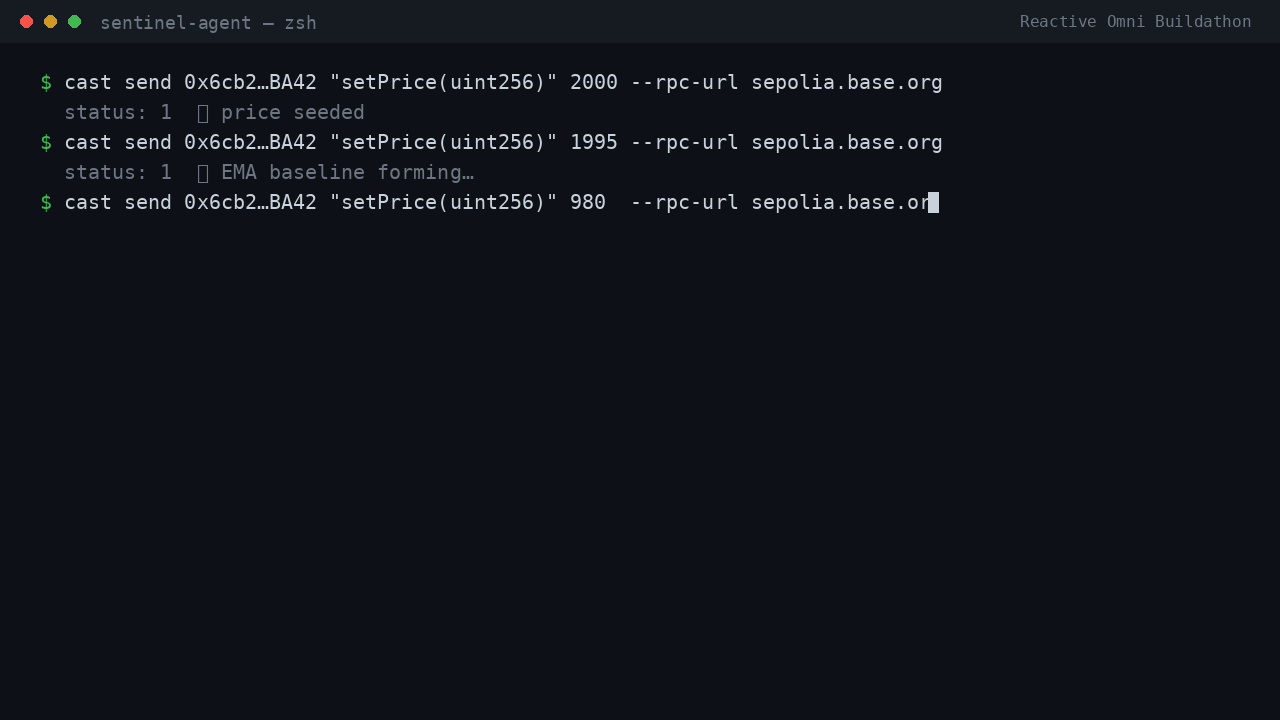 sentinel-agent — zsh
Reactive Omni Buildathon
$ cast send 0x6cb2…BA42 "setPrice(uint256)" 2000 --rpc-url sepolia.base.org
status: 1 ▯ price seeded
$ cast send 0x6cb2…BA42 "setPrice(uint256)" 1995 --rpc-url sepolia.base.org
status: 1 ▯ EMA baseline forming…
$ cast send 0x6cb2…BA42 "setPrice(uint256)" 980  --rpc-url sepolia.base.or